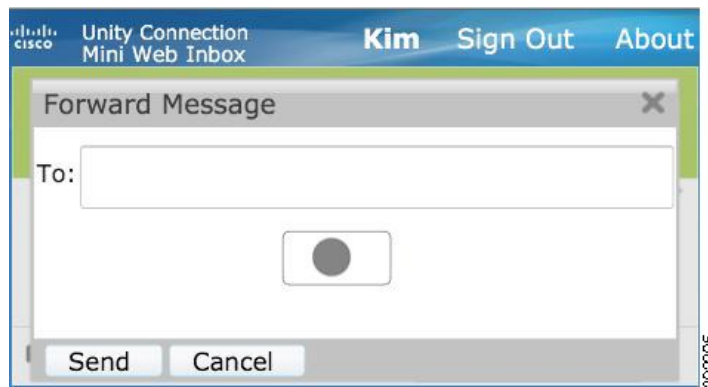 cisco
Unity Connection
Mini Web Inbox
Kim
Sign Out
About
Forward Message
To:
Send
Cancel